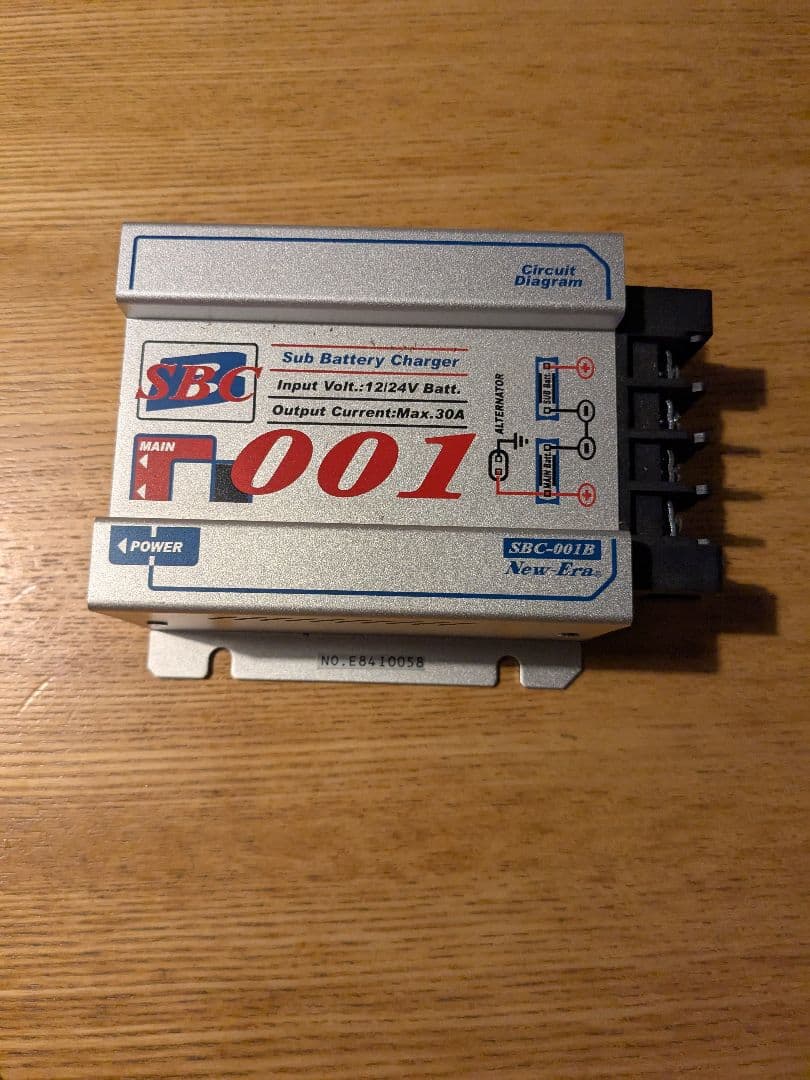 Circuit
Diagram
SBC
Sub Battery Charger
Input Volt.:12/24V Batt.
Output Current:Max.30A
ALTERNATOR
SUB Batt.
MAIN Batt.
MAIN
001
POWER
SBC-001B
New-Era
NO.E8410058